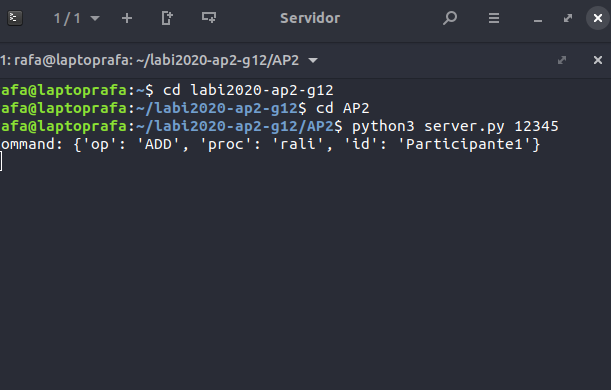 1 / 1 Servidor
1: rafa@laptoprafa: ~/labi2020-ap2-g12/AP2
afa@laptoprafa:~$ cd labi2020-ap2-g12
afa@laptoprafa:~/labi2020-ap2-g12$ cd AP2
afa@laptoprafa:~/labi2020-ap2-g12/AP2$ python3 server.py 12345
ommand: {'op': 'ADD', 'proc': 'rali', 'id': 'Participante1'}